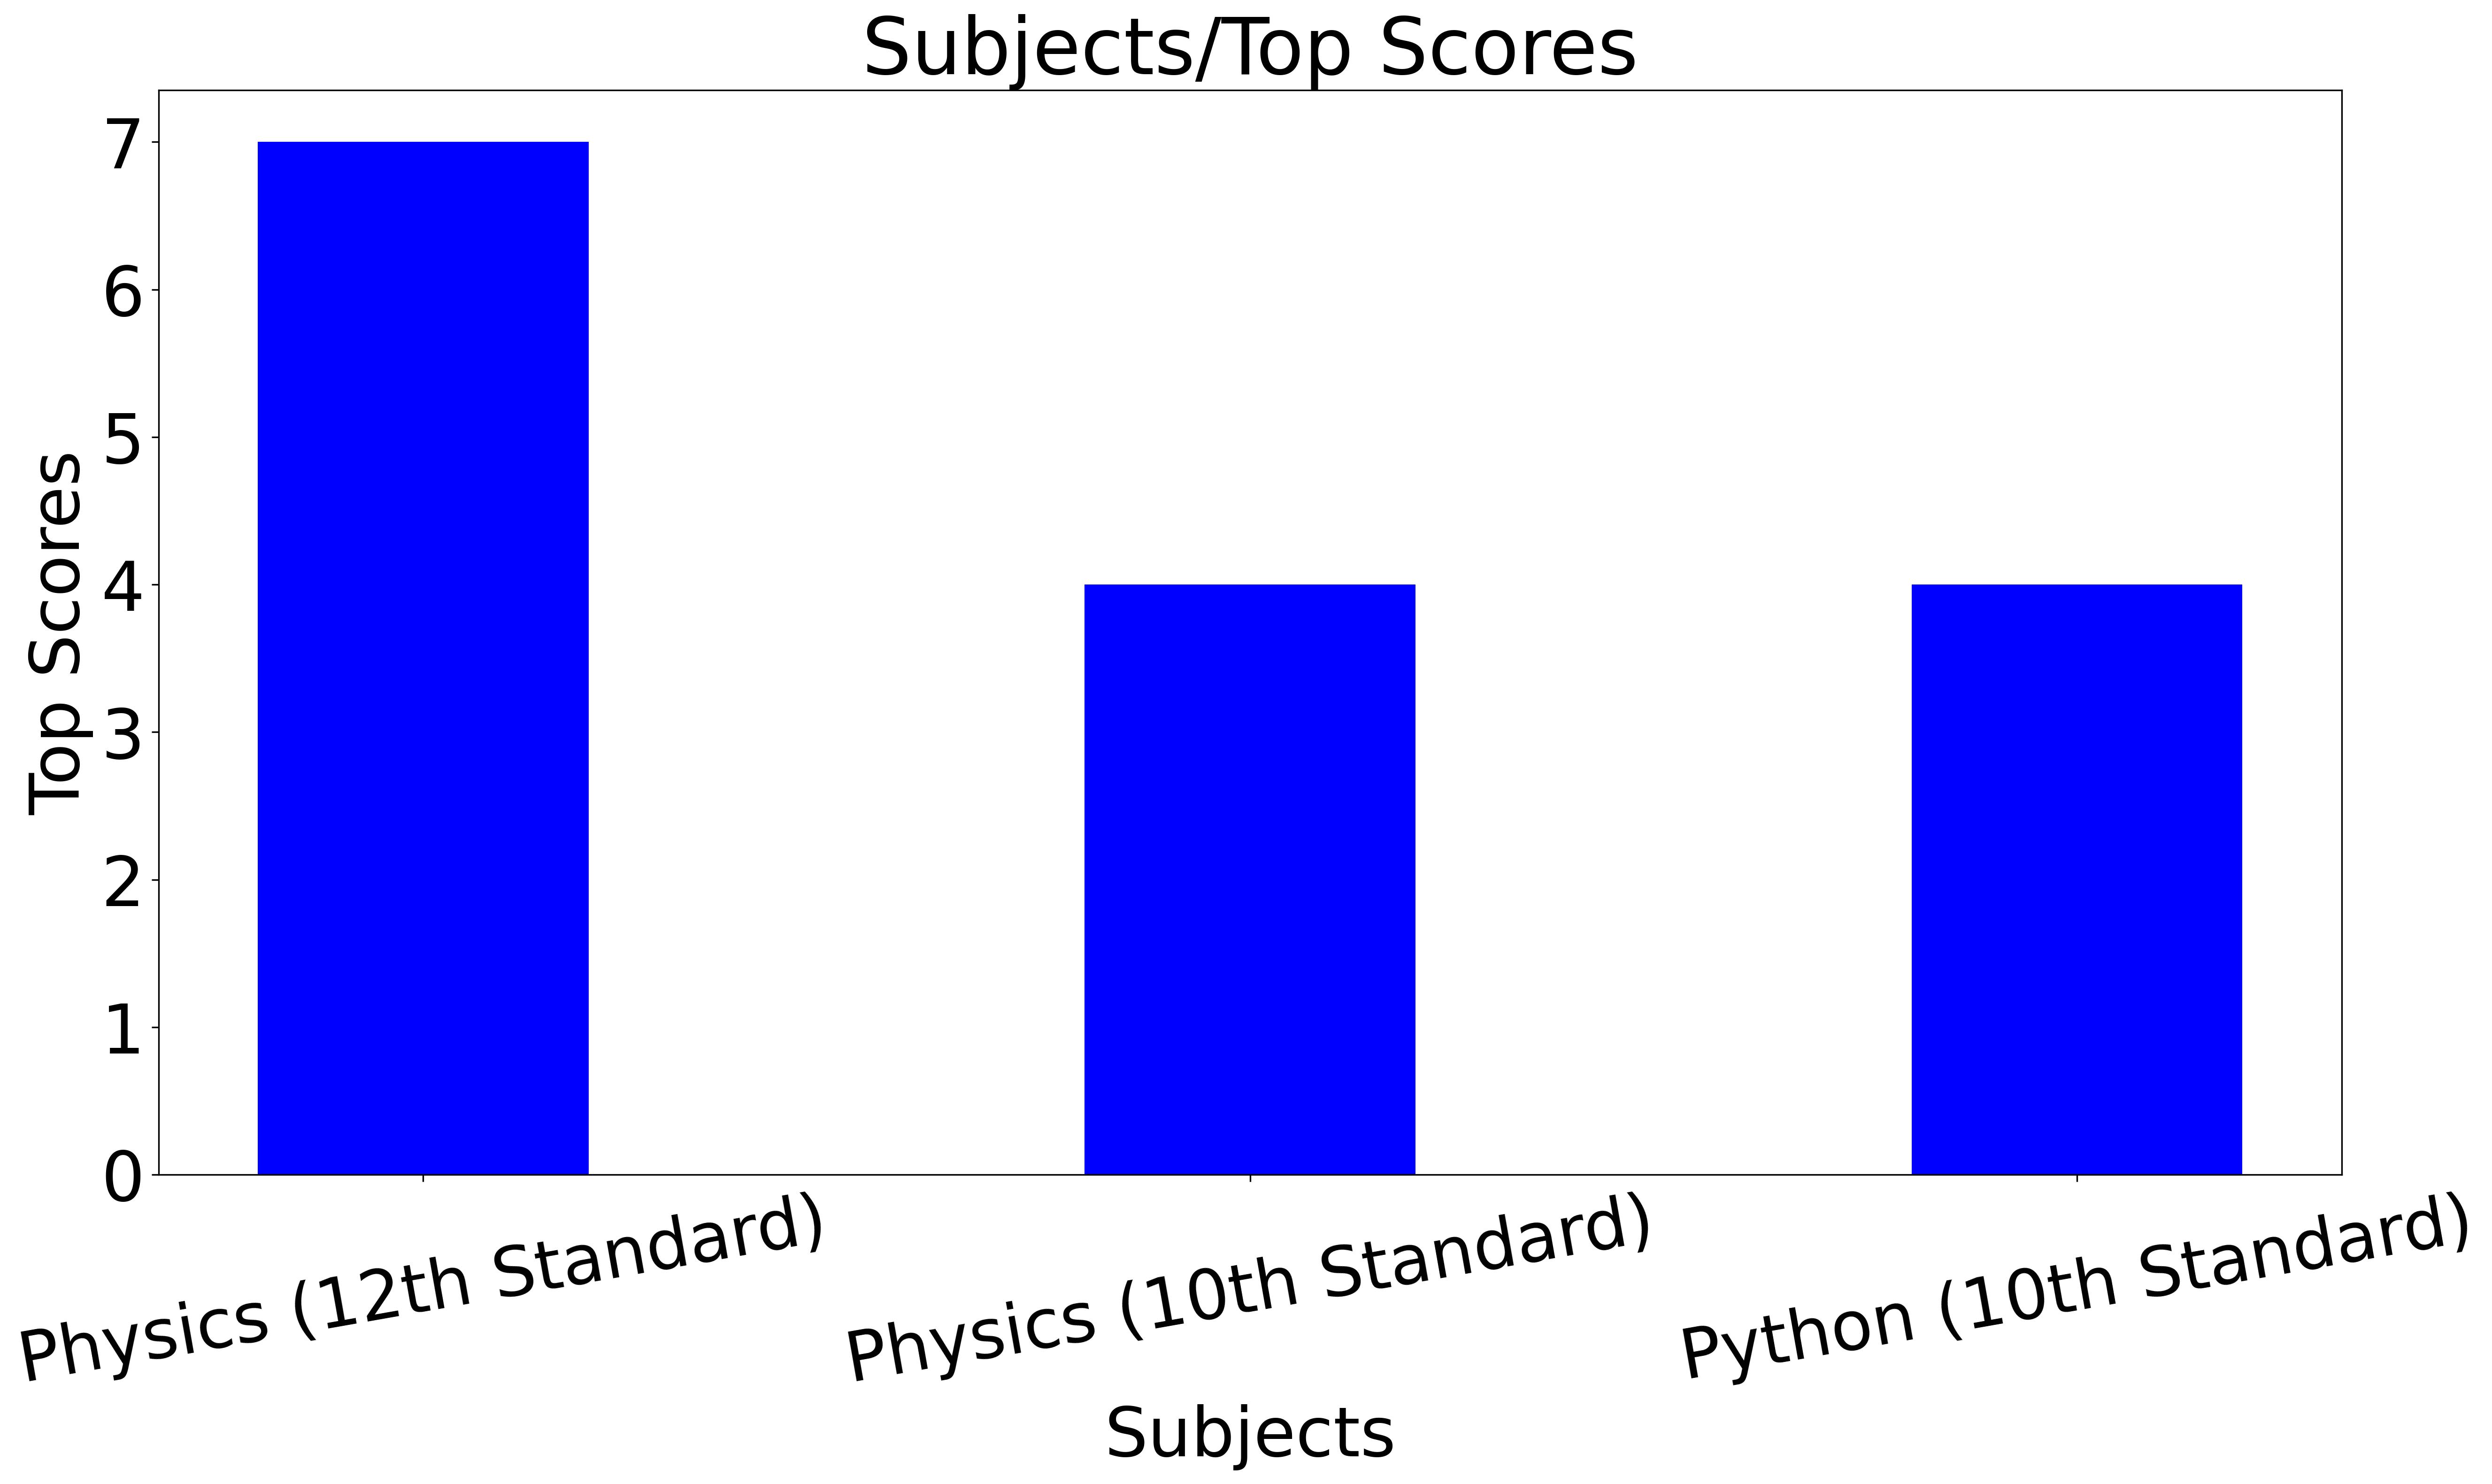 Subjects/Top Scores
7
6
5
4
3
2
1
0
Top Scores
Physics (12th Standard)
Physics (10th Standard)
Python (10th Standard)
Subjects